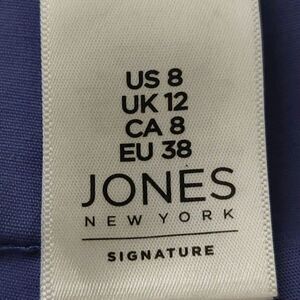 US 8
UK 12
CA 8
EU 38
JONES
NEW YORK
SIGNATURE